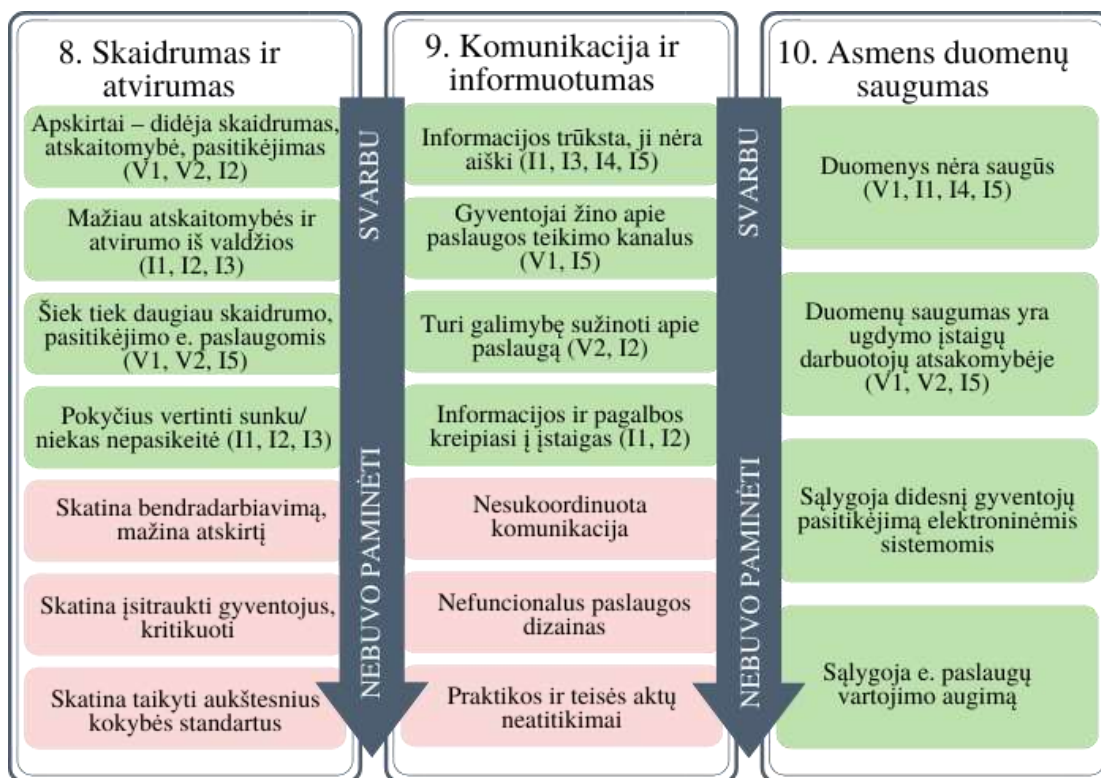 8. Skaidrumas ir
atvirumas
Apskirtai – didėja skaidrumas,
atskaitomybė, pasitikėjimas
(V1, V2, I2)
Mažiau atskaitomybės ir
atvirumo iš valdžios
(I1, I2, I3)
Šiek tiek daugiau skaidrumo,
pasitikėjimo e. paslaugomis
(V1, V2, I5)
Pokyčius vertinti sunku/
niekas nepasikeitė (I1, I2, I3)
Skatina bendradarbiavimą,
mažina atskirtį
Skatina įsitraukti gyventojus,
kritikuoti
Skatina taikyti aukštesnius
kokybės standartus
SVARBU
NEBUVO PAMINĖTI
9. Komunikacija ir
informuotumas
Informacijos trūksta, ji nėra
aiški (I1, I3, I4, I5)
Gyventojai žino apie
paslaugos teikimo kanalus
(V1, I5)
Turi galimybę sužinoti apie
paslaugą (V2, I2)
Informacijos ir pagalbos
kreipiasi į įstaigas (I1, I2)
Nesukoordinuota
komunikacija
Nefuncionalus paslaugos
dizainas
Praktikos ir teisės aktų
neatitikimai
SVARBU
NEBUVO PAMINĖTI
10. Asmens duomenų
saugumas
Duomenys nėra saugūs
(V1, I1, I4, I5)
Duomenų saugumas yra
ugdymo įstaigų
darbuotojų atsakomybėje
(V1, V2, I5)
Sąlygoja didesnį gyventojų
pasitikėjimą elektroninėmis
sistemomis
Sąlygoja e. paslaugų
vartojimo augimą